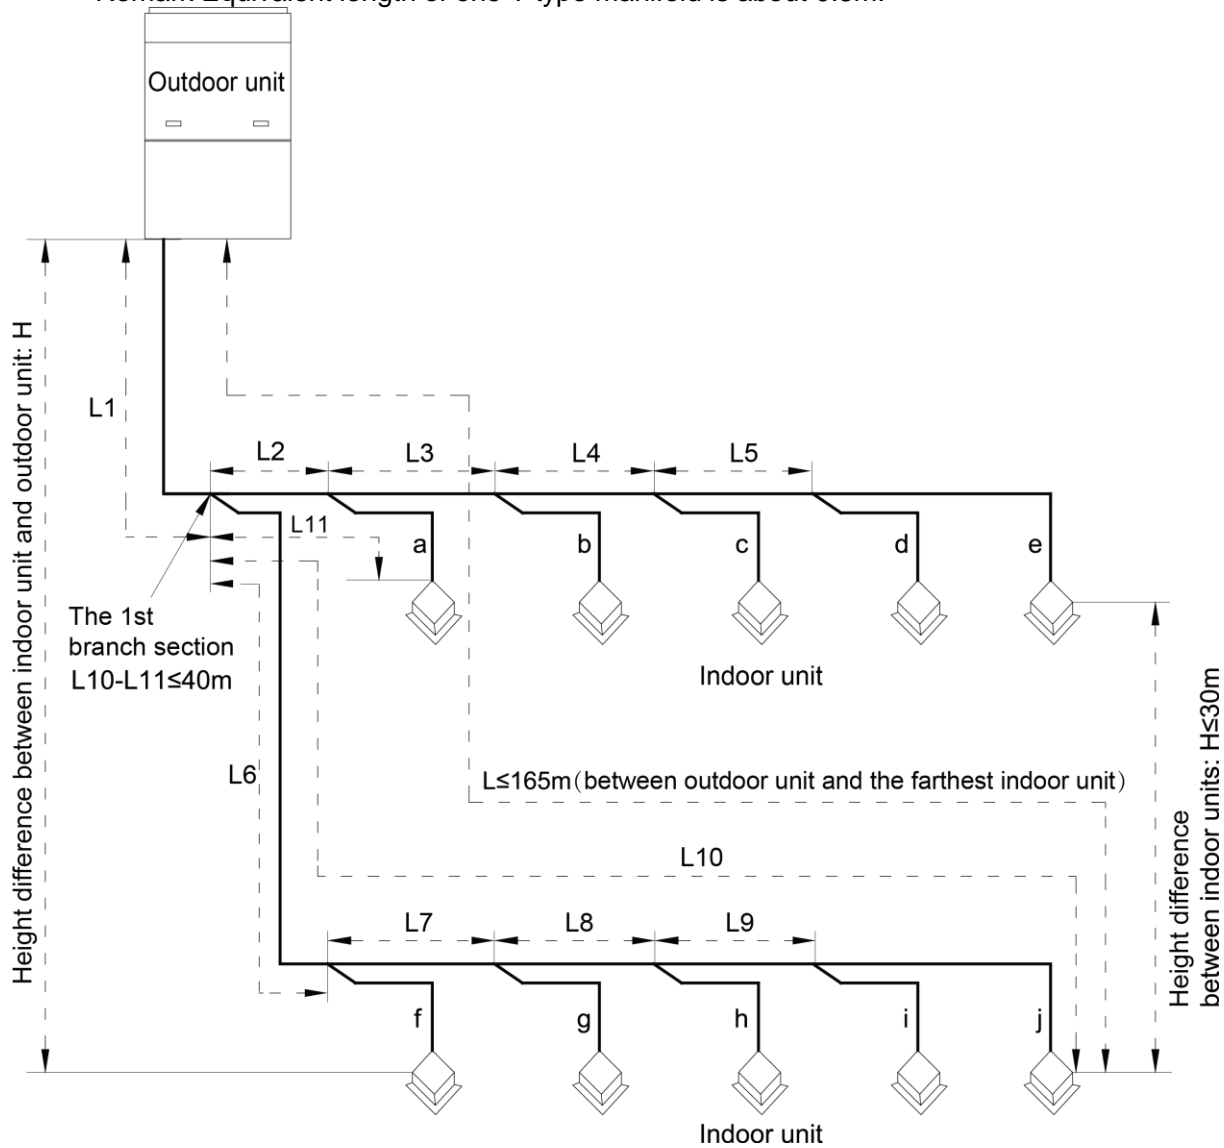 Outdoor unit
Height difference between indoor unit and outdoor unit: H
L1
L2
L3
L4
L5
L11
a
b
c
d
e
The 1st
branch section
L10-L11≤40m
Indoor unit
L6
L≤165m(between outdoor unit and the farthest indoor unit)
L10
Height difference
between indoor units: H≤30m
L7
L8
L9
f
g
h
i
j
Indoor unit